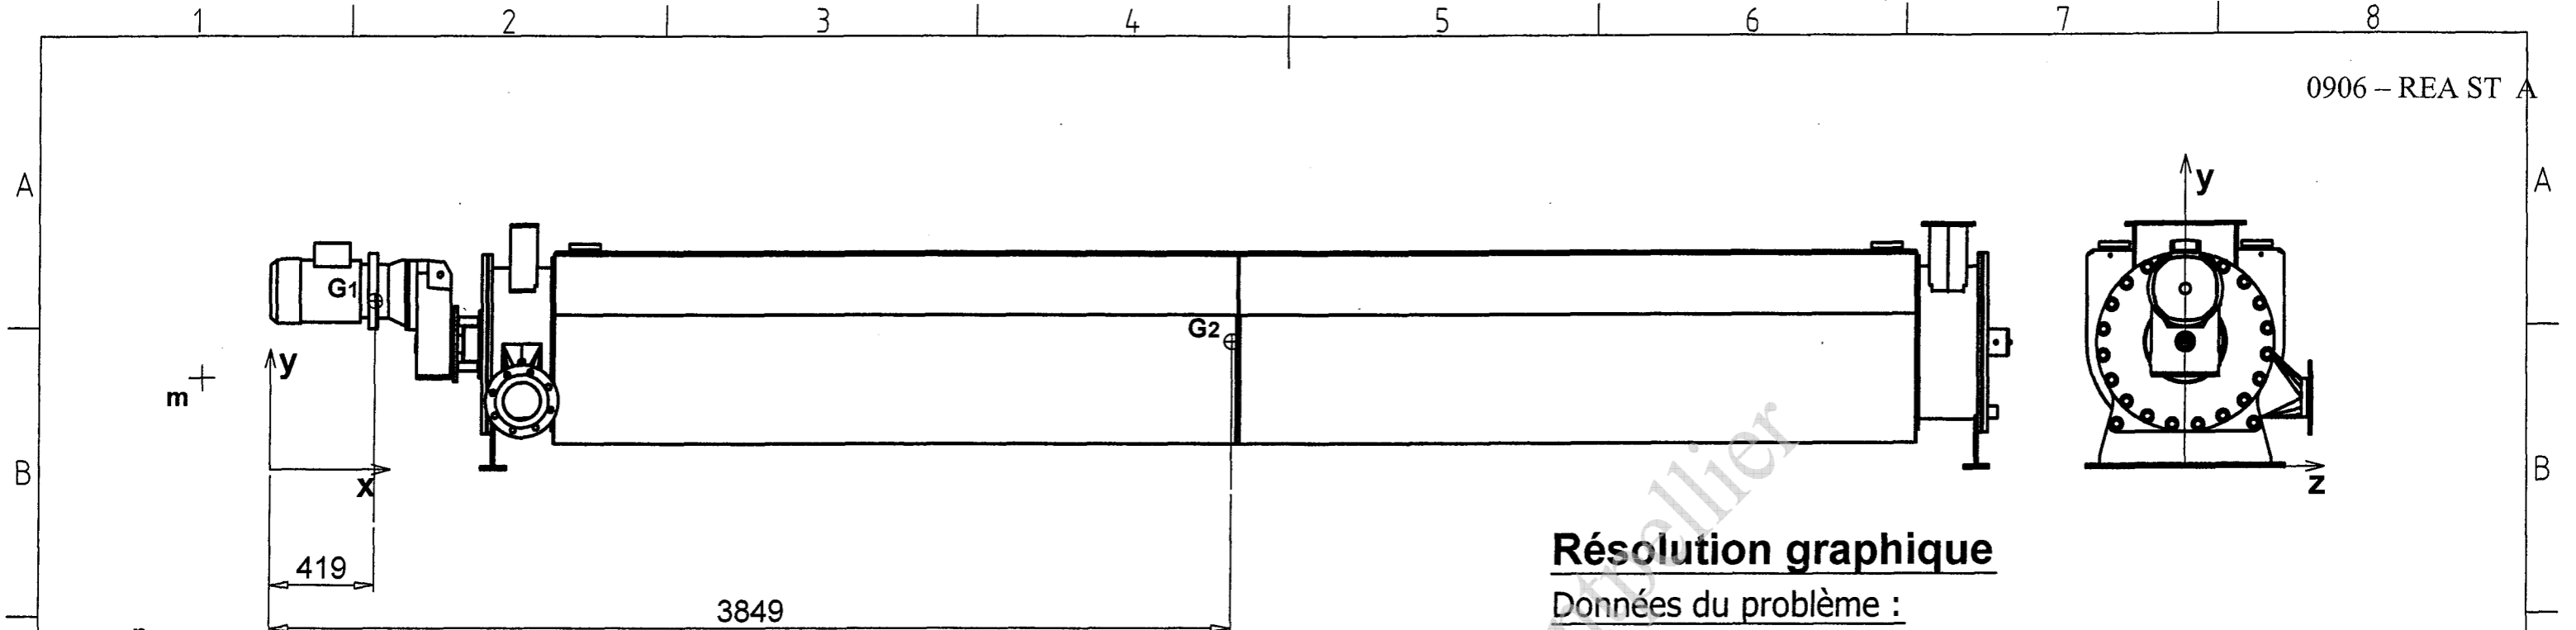 1 2 3 4 5 6 7 8
0906 – REA ST A
A A
y
G1
G2
y
m
x
z
B B
419
Résolution graphique
3849
Données du problème :